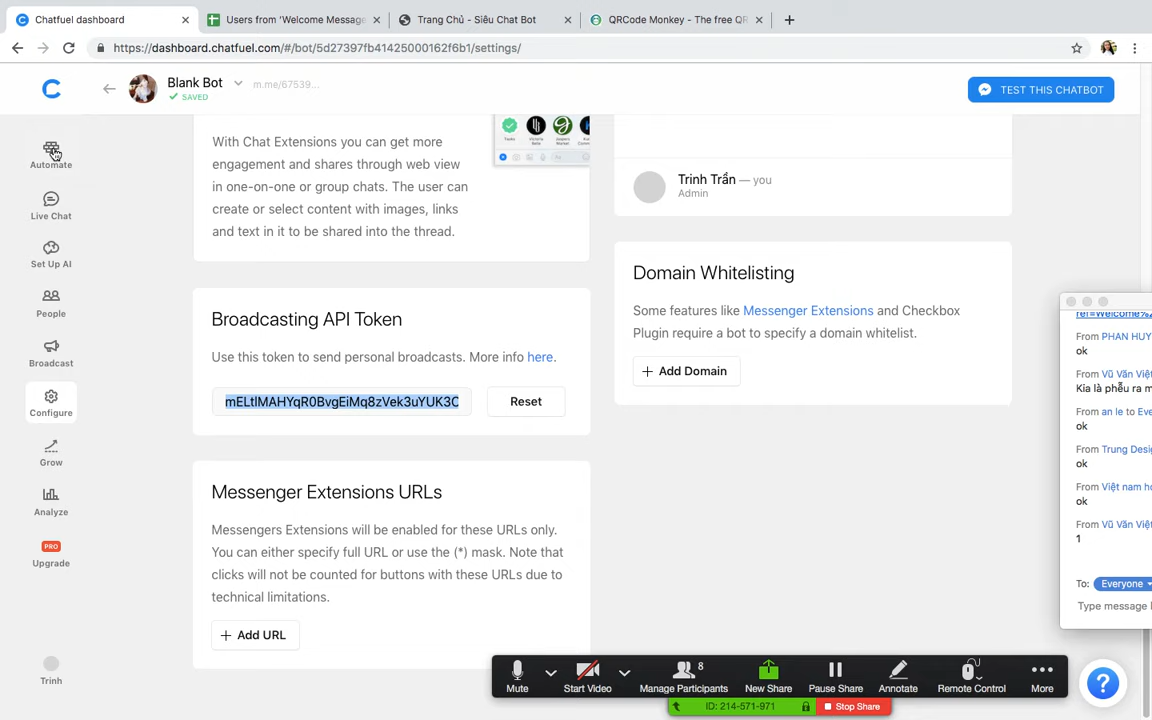 Chatfuel dashboard
Users from 'Welcome Message
Trang Chủ - Siêu Chat Bot
QRCode Monkey - The free QR
https://dashboard.chatfuel.com/#/bot/5d27397fb41425000162f6b1/settings/
Blank Bot
m.me/67539...
SAVED
TEST THIS CHATBOT
Automate
Live Chat
Set Up AI
People
Broadcast
Configure
Grow
Analyze
PRO
Upgrade
Trinh
With Chat Extensions you can get more
engagement and shares through web view
in one-on-one or group chats. The user can
create or select content with images, links
and text in it to be shared into the thread.
Trinh Trần — you
Admin
Broadcasting API Token
Use this token to send personal broadcasts. More info here.
mELtlMAHYqR0BvgEiMq8zVek3uYUK3C
Reset
Domain Whitelisting
Some features like Messenger Extensions and Checkbox
Plugin require a bot to specify a domain whitelist.
+ Add Domain
Messenger Extensions URLs
Messengers Extensions will be enabled for these URLs only.
You can either specify full URL or use the (*) mask. Note that
clicks will not be counted for buttons with these URLs due to
technical limitations.
+ Add URL
From PHAN HUY
ok
From Vũ Văn Việt
Kia là phễu ra m
From an le to Eve
ok
From Trung Desig
ok
From Việt nam ho
ok
From Vũ Văn Việt
1
To: Everyone
Type message
Mute
Start Video
8
Manage Participants
New Share
Pause Share
Annotate
Remote Control
More
ID: 214-571-971
Stop Share
?